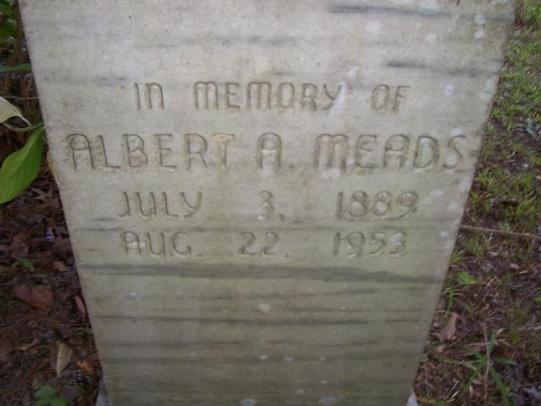 IN MEMORY OF
ALBERT A. MEADS
JULY 3, 1889
AUG. 22, 1953